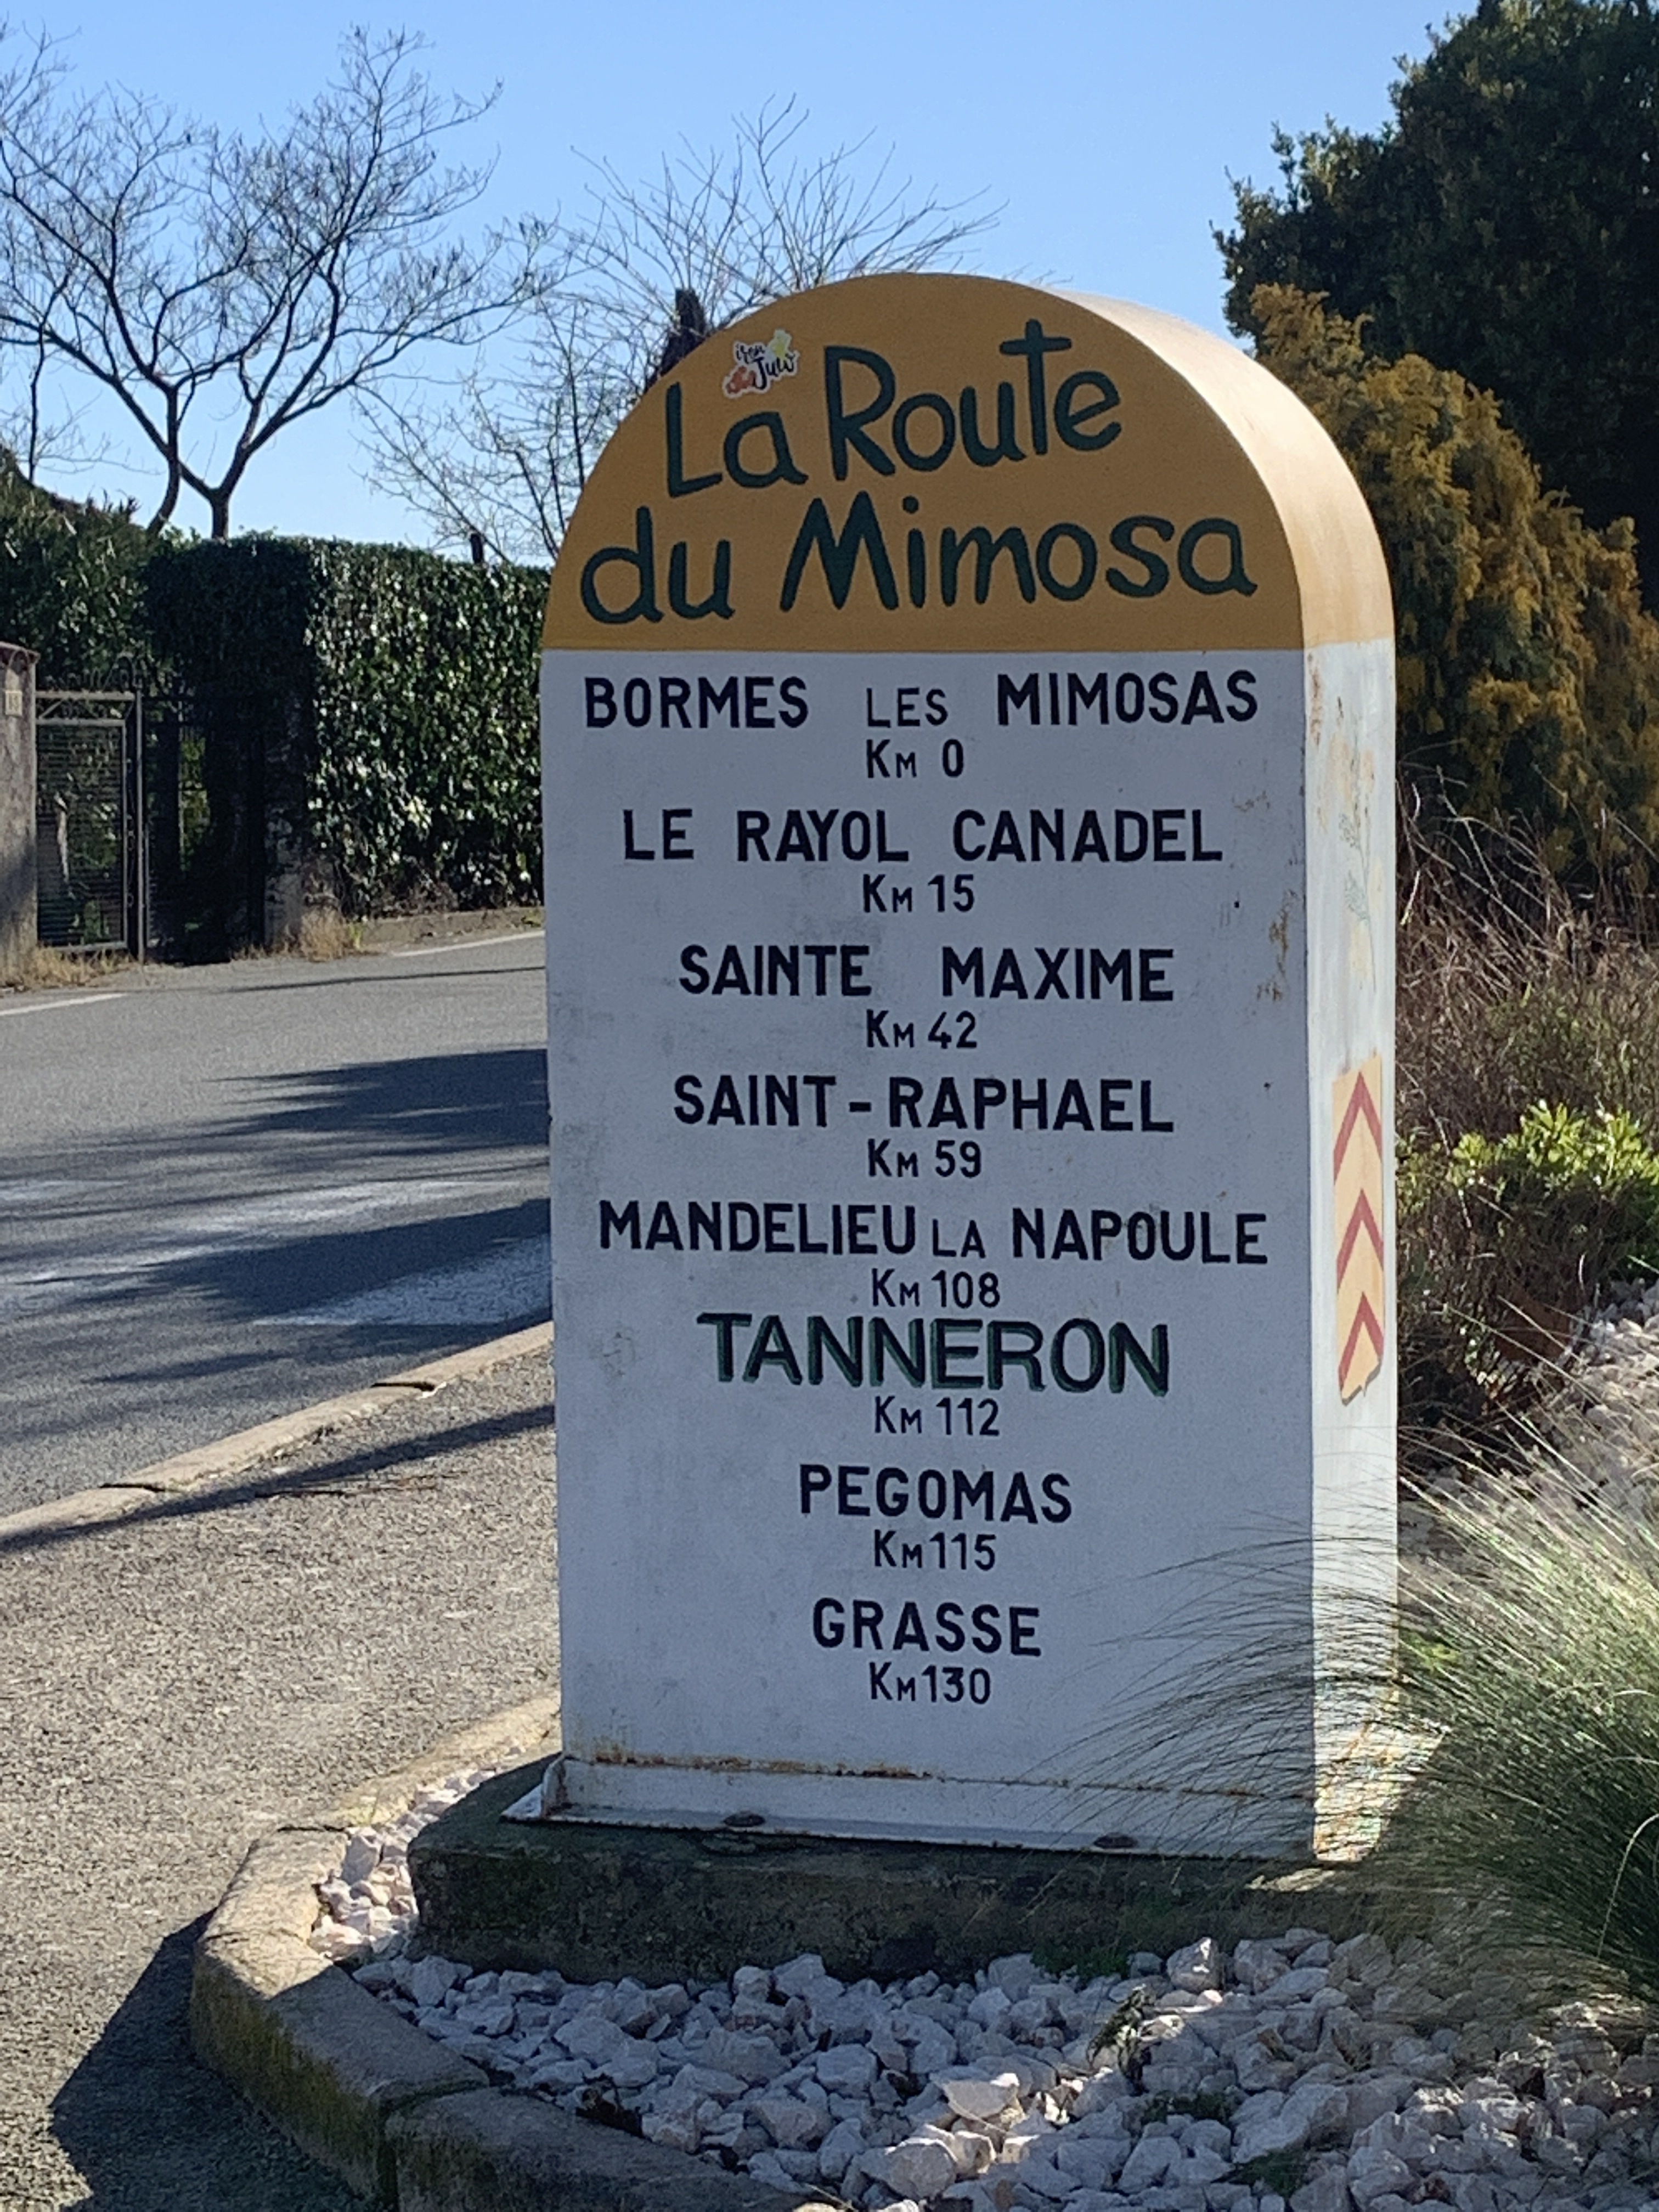 La Route
du Mimosa
BORMES LES MIMOSAS
KM 0
LE RAYOL CANADEL
KM 15
SAINTE MAXIME
KM 42
SAINT-RAPHAEL
KM 59
MANDELIEU LA NAPOULE
KM 108
TANNERON
KM 112
PEGOMAS
KM 115
GRASSE
KM 130